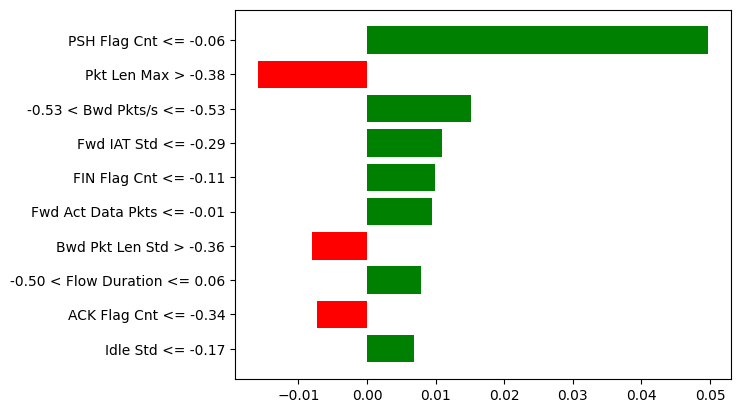 PSH Flag Cnt <= -0.06
Pkt Len Max > -0.38
-0.53 < Bwd Pkts/s <= -0.53
Fwd IAT Std <= -0.29
FIN Flag Cnt <= -0.11
Fwd Act Data Pkts <= -0.01
Bwd Pkt Len Std > -0.36
-0.50 < Flow Duration <= 0.06
ACK Flag Cnt <= -0.34
Idle Std <= -0.17
−0.01 0.00 0.01 0.02 0.03 0.04 0.05